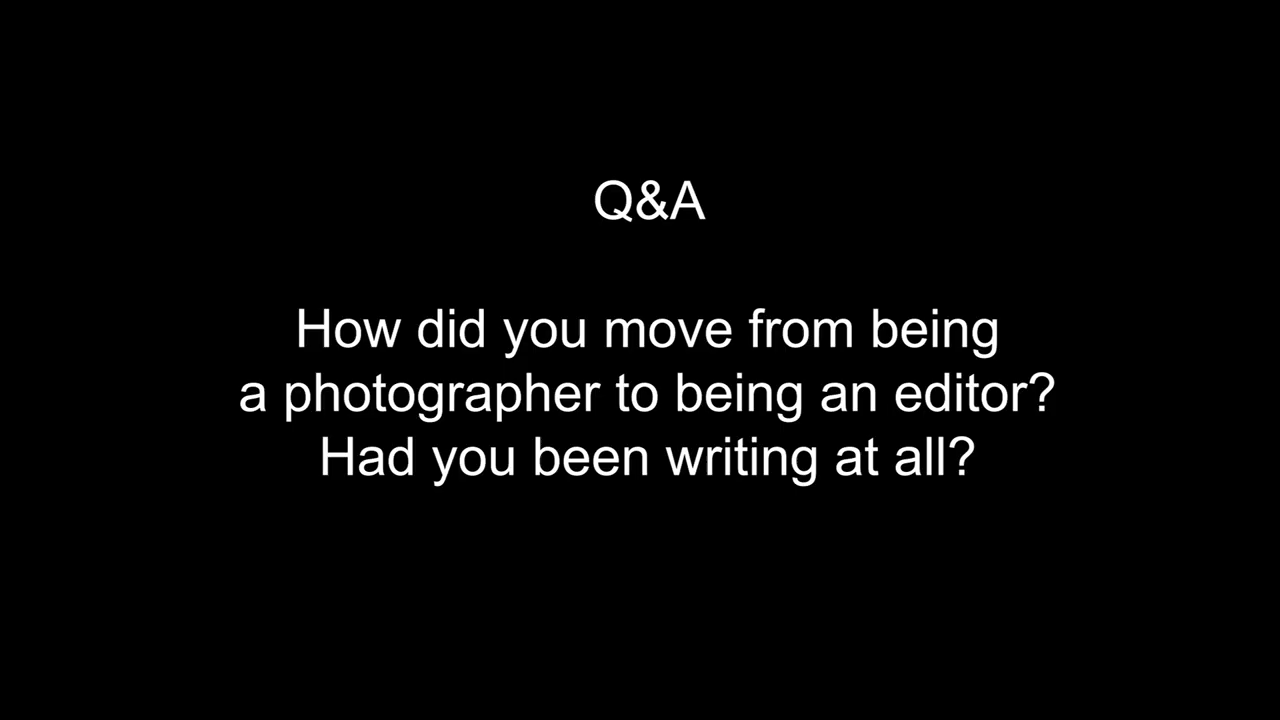 Q&A
How did you move from being
a photographer to being an editor?
Had you been writing at all?